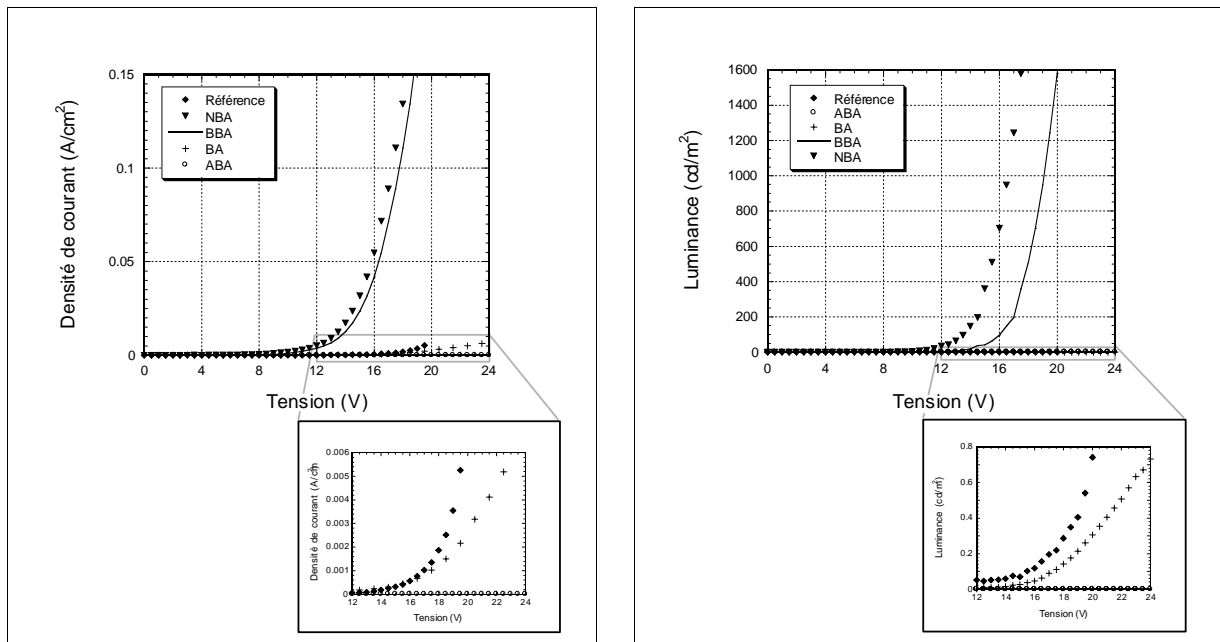 0.15
0.1
0.05
0
Densité de courant (A/cm²)
Référence
NBA
BBA
BA
ABA
0 4 8 12 16 20 24
Tension (V)
0.006
0.005
0.004
0.003
0.002
0.001
0
Densité de courant (A/cm
12 14 16 18 20 22 24
Tension (V)
1600
1400
1200
1000
800
600
400
200
0
Luminance (cd/m²)
Référence
ABA
BA
BBA
NBA
0 4 8 12 16 20 24
Tension (V)
0.8
0.6
0.4
0.2
0
Luminance (cd/m²)
12 14 16 18 20 22 24
Tension (V)